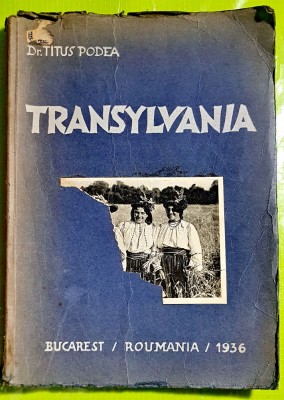 Dr. TITUS PODEA
TRANSYLVANIA
BUCAREST / ROUMANIA / 1936